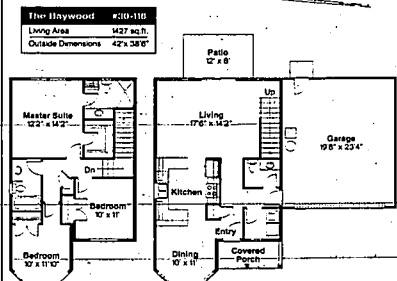 The Haywood #30-118
Living Area 1427 sq.ft.
Outside Dimensions 42'x 38'6"
Patio
12' x 8'
Up
Master Suite
12'2" x 14'2"
Living
17'6" x 14'2"
Garage
19'8" x 23'4"
Dn
Kitchen
Bedroom
10' x 11'
Entry
Bedroom
10' x 11'10"
Dining
10' x 11'
Covered
Porch